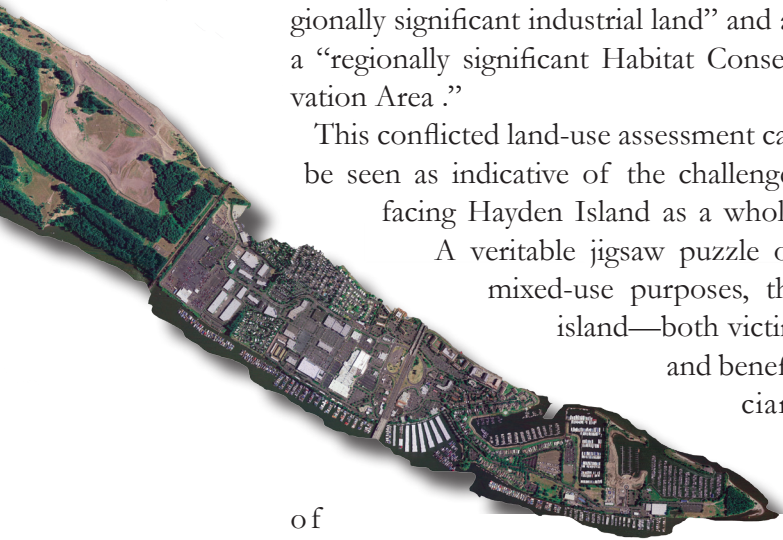 gionally significant industrial land” and a
a “regionally significant Habitat Conse
vation Area .”
This conflicted land-use assessment ca
be seen as indicative of the challenge
facing Hayden Island as a whol
A veritable jigsaw puzzle o
mixed-use purposes, th
island—both victi
and benef
cian
of